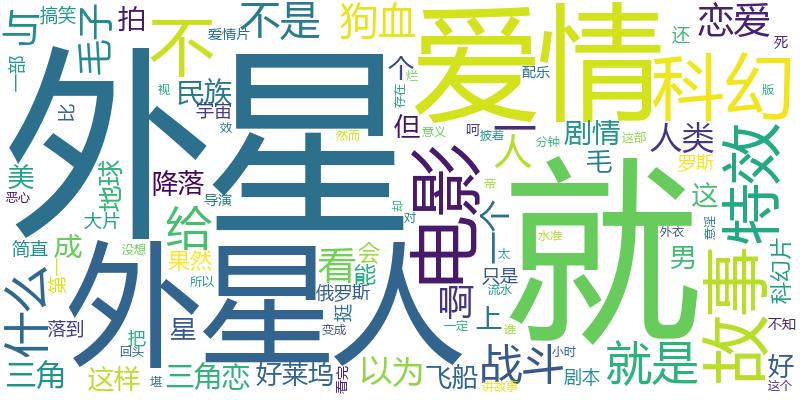 与
搞笑
拍
爱情片
不是
狗血
爱情
恋爱
还
死
一部
毛子
不
外星
民族
个
烂
配乐
科幻
视
宇宙
存在
比
效
然而
但
意义
呵
披着
一
剧情
这部
人类
版
美
地球
降落
电影
人
分钟
毛
罗斯
特效
恶心
大片
导演
却
对
帝
这
给
一个
就
意淫
简直
成
没想
外星人
看
会
太
水准
外衣
男
故事
科幻片
什么
第一
果然
能
只是
所以
俄罗斯
啊
流水
落到
把
星
挺
变成
上
一定
谁
不知
回头
战斗
小时
就是
三角
这样
堪
三角恋
好莱坞
看完
以为
飞船
讲故事
剧本
好
这个